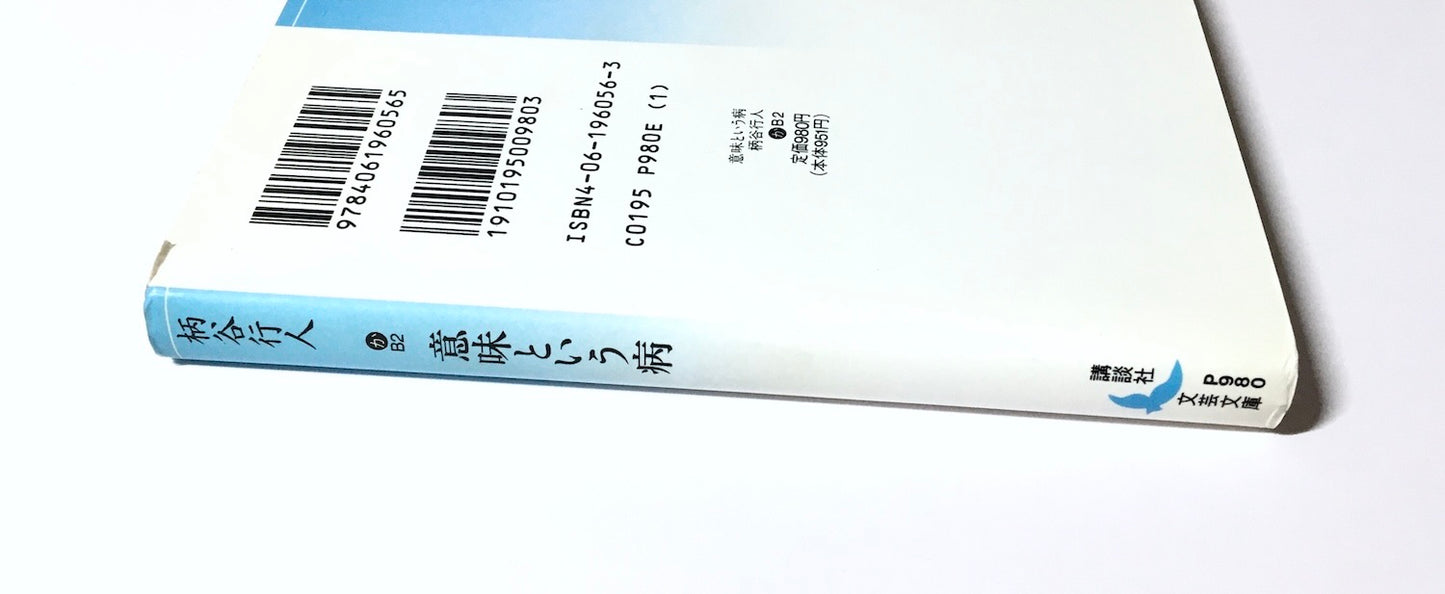 9784061960565
1910195009803
ISBN4-06-196056-3
C0195 P980E (1)
意味という病
柄谷行人
かB2
定価980円
(本体951円)
柄谷行人
か
B2
意味という病
講談社
文芸文庫
P980